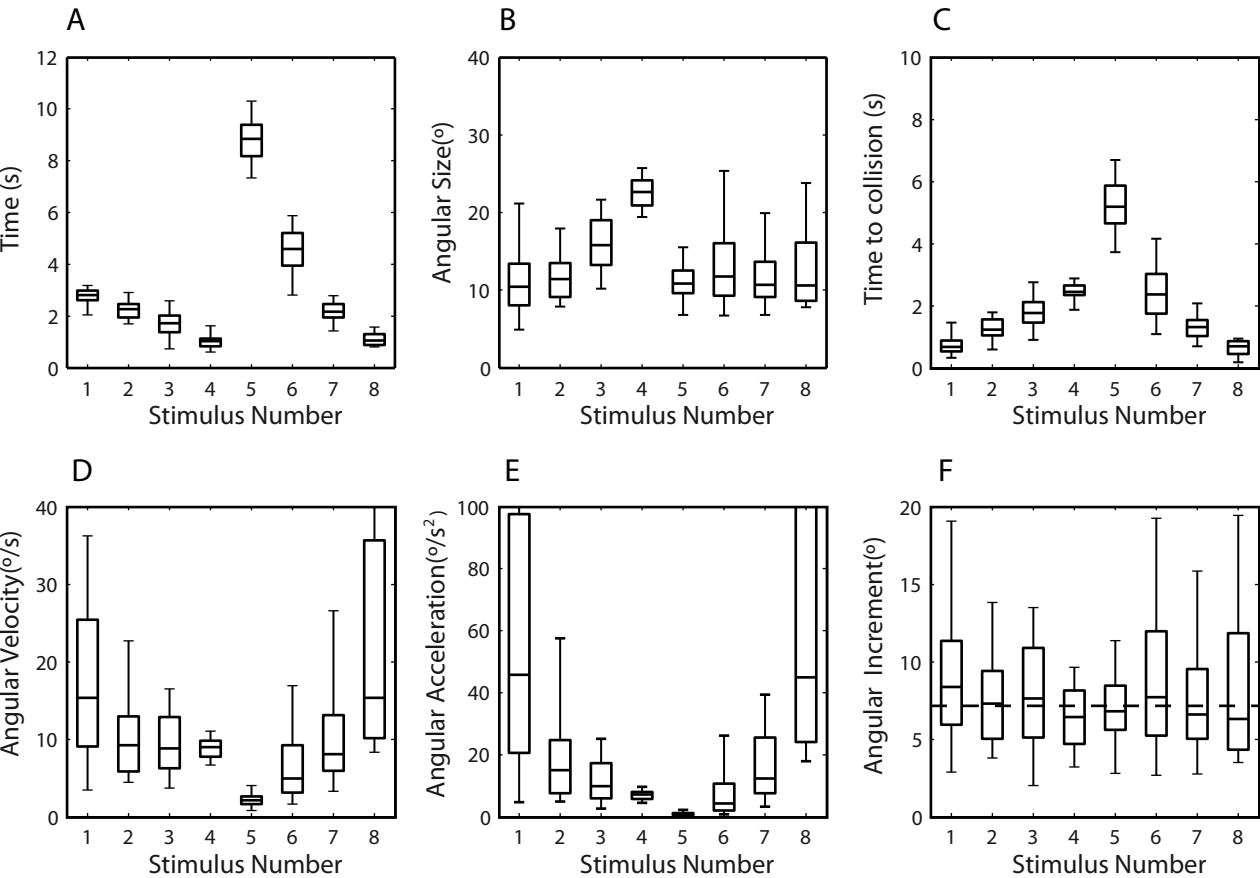 A
B
C
Time (s)
12
10
8
6
4
2
0
1 2 3 4 5 6 7 8
Stimulus Number
Angular Size(º)
40
30
20
10
0
1 2 3 4 5 6 7 8
Stimulus Number
Time to collision (s)
10
8
6
4
2
0
1 2 3 4 5 6 7 8
Stimulus Number
D
E
F
Angular Velocity(º/s)
40
30
20
10
0
1 2 3 4 5 6 7 8
Stimulus Number
Angular Acceleration(º/s²)
100
80
60
40
20
0
1 2 3 4 5 6 7 8
Stimulus Number
Angular Increment(º)
20
15
10
5
0
1 2 3 4 5 6 7 8
Stimulus Number